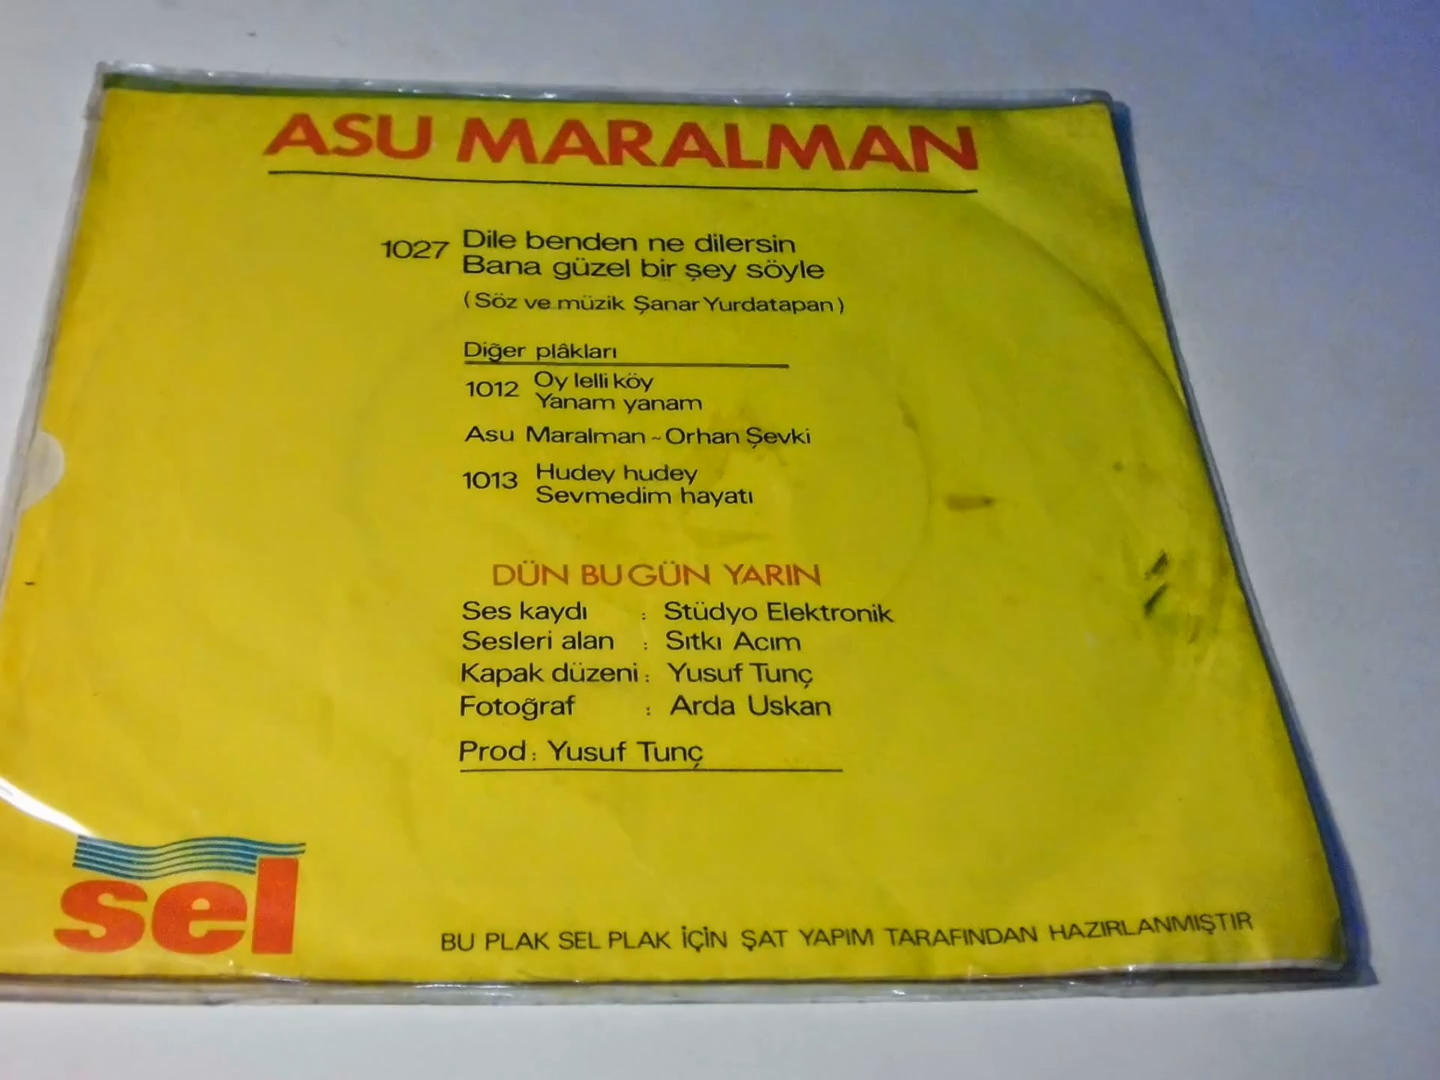 ASU MARALMAN
1027 Dile benden ne dilersin
Bana güzel bir şey söyle
(Söz ve müzik Şanar Yurdatapan)
Diğer plâkları
1012 Oy lelli köy
Yanam yanam
Asu Maralman ~ Orhan Şevki
1013 Hudey hudey
Sevmedim hayatı
DÜN BUGÜN YARIN
Ses kaydı : Stüdyo Elektronik
Sesleri alan : Sıtkı Acım
Kapak düzeni : Yusuf Tunç
Fotoğraf : Arda Uskan
Prod : Yusuf Tunç
sel
BU PLAK SEL PLAK İÇİN ŞAT YAPIM TARAFINDAN HAZIRLANMIŞTIR